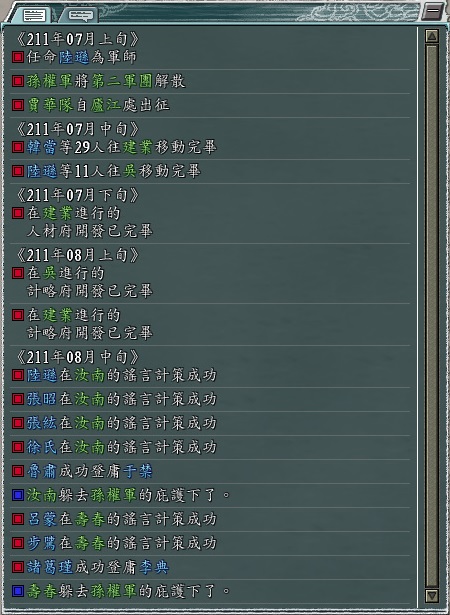 《211年07月上旬》
任命陸遜為軍師
孫權軍將第二軍團解散
賈華隊自廬江處出征
《211年07月中旬》
韓當等29人往建業移動完畢
陸遜等11人往吳移動完畢
《211年07月下旬》
在建業進行的
人材府開發已完畢
《211年08月上旬》
在吳進行的
計略府開發已完畢
在建業進行的
計略府開發已完畢
《211年08月中旬》
陸遜在汝南的謠言計策成功
張昭在汝南的謠言計策成功
張紘在汝南的謠言計策成功
徐氏在汝南的謠言計策成功
魯肅成功登庸于禁
汝南躲去孫權軍的庇護下了。
呂蒙在壽春的謠言計策成功
步騭在壽春的謠言計策成功
諸葛瑾成功登庸李典
壽春躲去孫權軍的庇護下了。